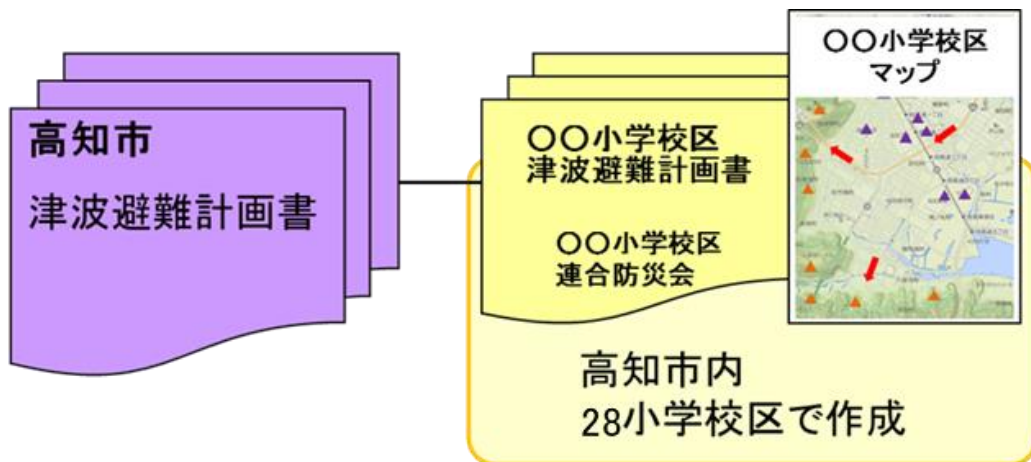 高知市
津波避難計画書
〇〇小学校区
津波避難計画書
〇〇小学校区
連合防災会
〇〇小学校区
マップ
高知市内
28小学校区で作成